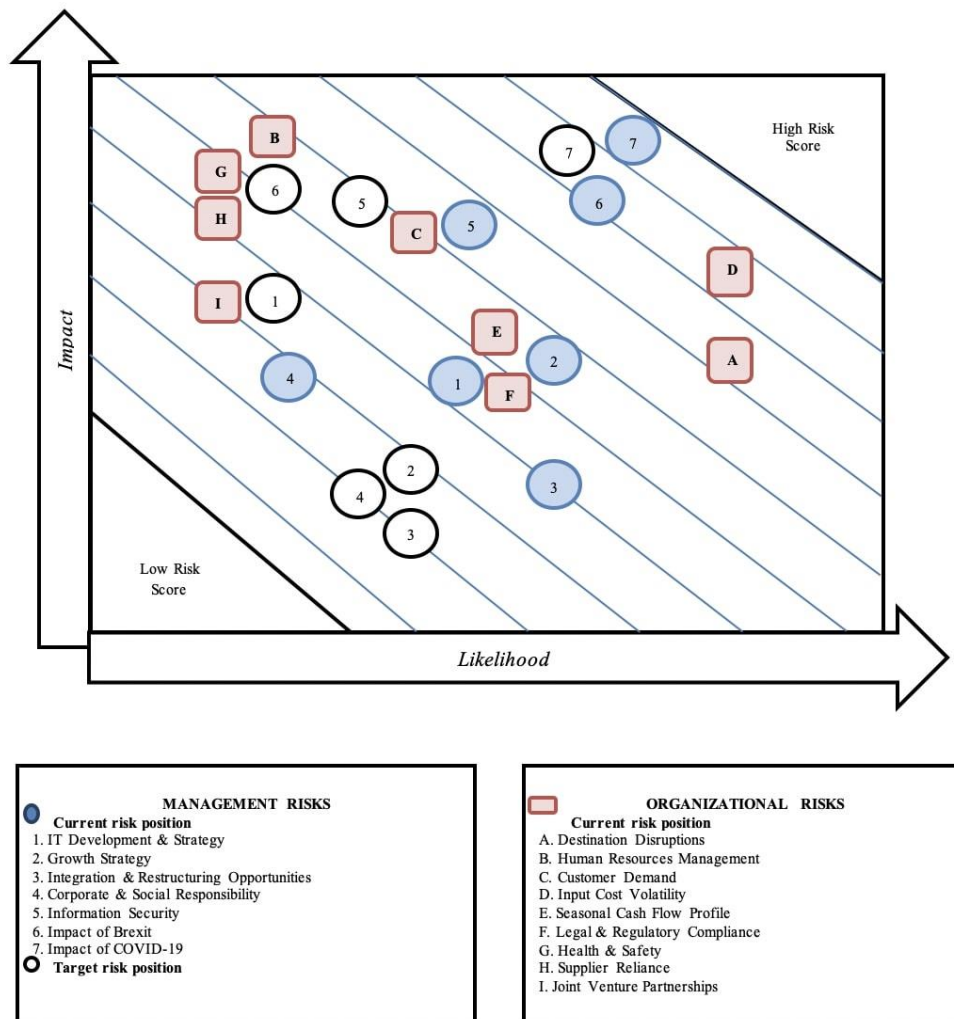 B
7
7
High Risk
Score
G
6
5
6
H
C
5
D
I
1
E
2
A
4
1
F
2
4
3
3
Low Risk
Score
Impact
Likelihood
MANAGEMENT RISKS
Current risk position
1. IT Development & Strategy
2. Growth Strategy
3. Integration & Restructuring Opportunities
4. Corporate & Social Responsibility
5. Information Security
6. Impact of Brexit
7. Impact of COVID-19
Target risk position
ORGANIZATIONAL RISKS
Current risk position
A. Destination Disruptions
B. Human Resources Management
C. Customer Demand
D. Input Cost Volatility
E. Seasonal Cash Flow Profile
F. Legal & Regulatory Compliance
G. Health & Safety
H. Supplier Reliance
I. Joint Venture Partnerships